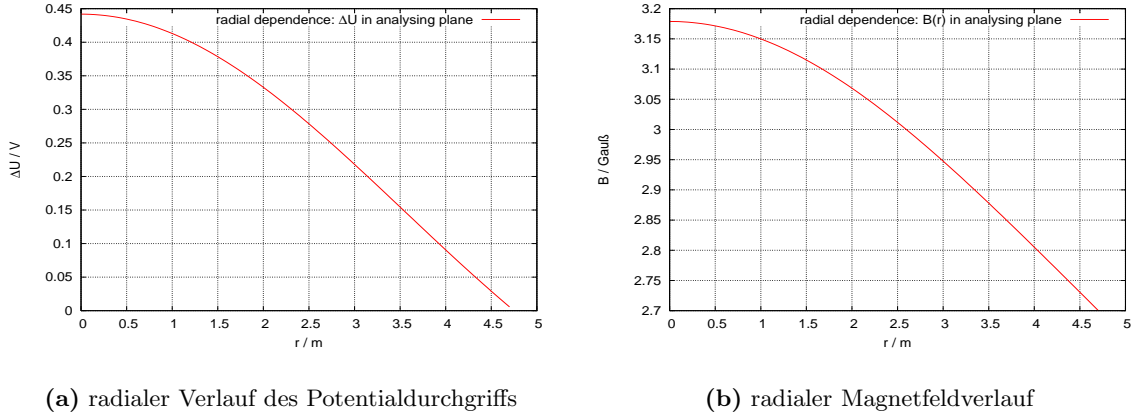 radial dependence: ΔU in analysing plane
0.45
0.4
0.35
0.3
0.25
0.2
0.15
0.1
0.05
0
ΔU / V
0 0.5 1 1.5 2 2.5 3 3.5 4 4.5 5
r / m
(a) radialer Verlauf des Potentialdurchgriffs
radial dependence: B(r) in analysing plane
3.2
3.15
3.1
3.05
3
2.95
2.9
2.85
2.8
2.75
2.7
B / Gauß
0 0.5 1 1.5 2 2.5 3 3.5 4 4.5 5
r / m
(b) radialer Magnetfeldverlauf